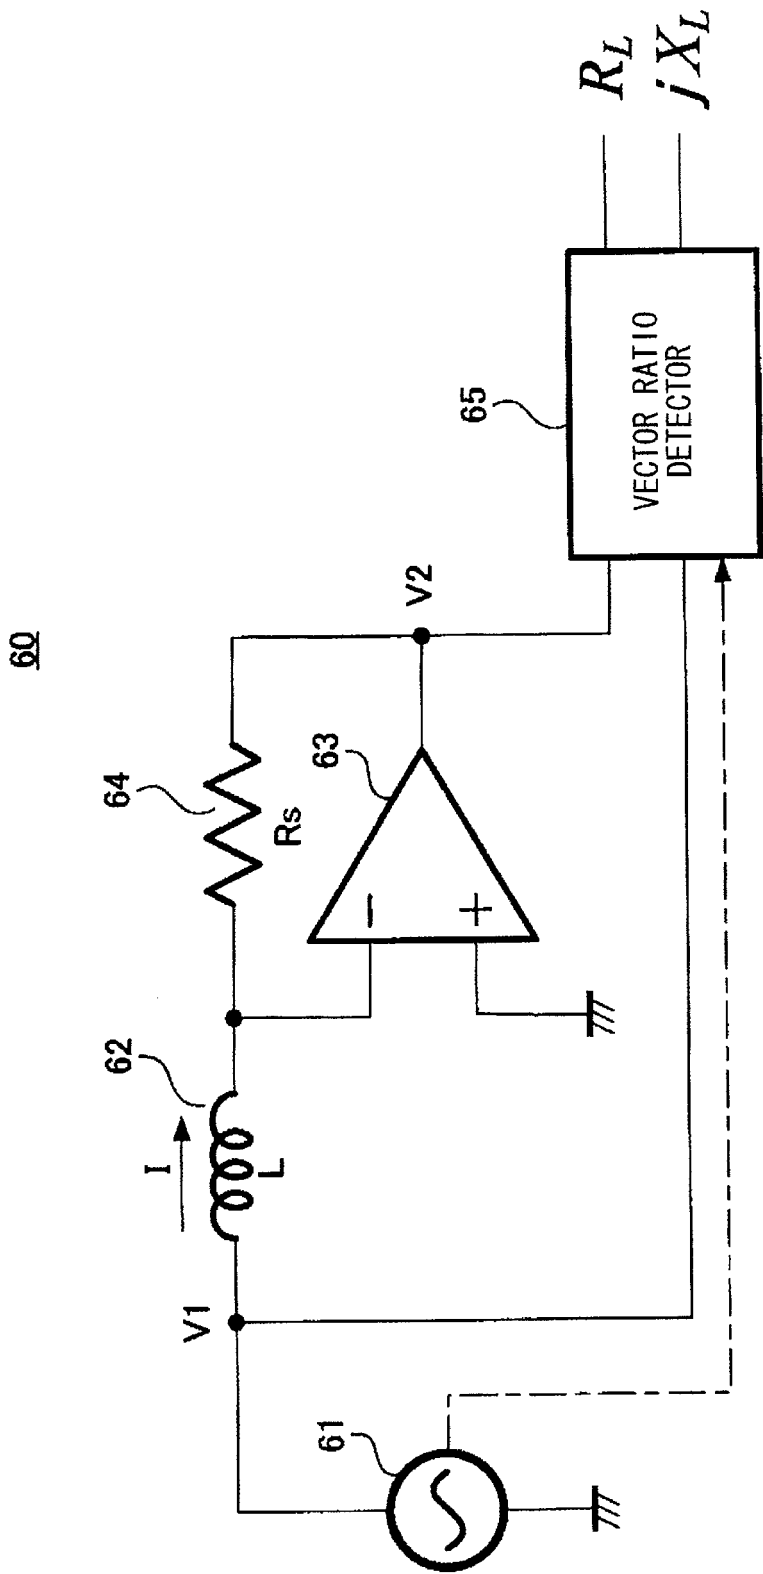 60
64
Rs
62
I
L
V1
63
−
+
V2
61
65
VECTOR RATIO
DETECTOR
R_L
jX_L